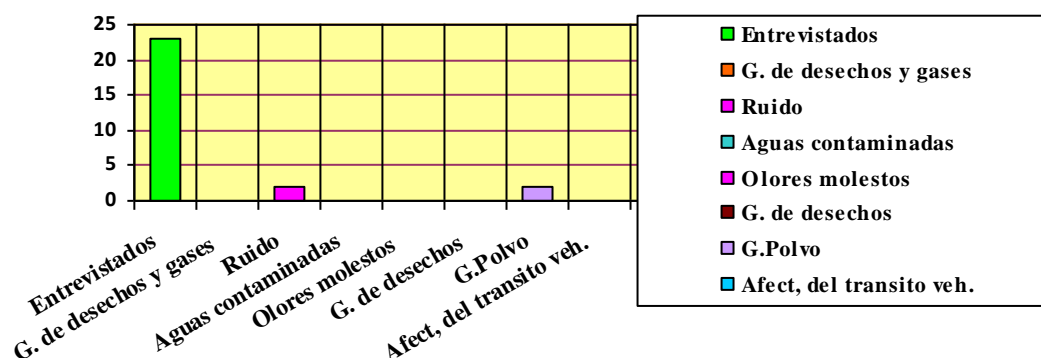 25
20
15
10
5
0
Entrevistados
G. de desechos y gases
Ruido
Aguas contaminadas
Olores molestos
G. de desechos
G.Polvo
Afect, del transito veh.
Entrevistados
G. de desechos y gases
Ruido
Aguas contaminadas
Olores molestos
G. de desechos
G.Polvo
Afect, del transito veh.